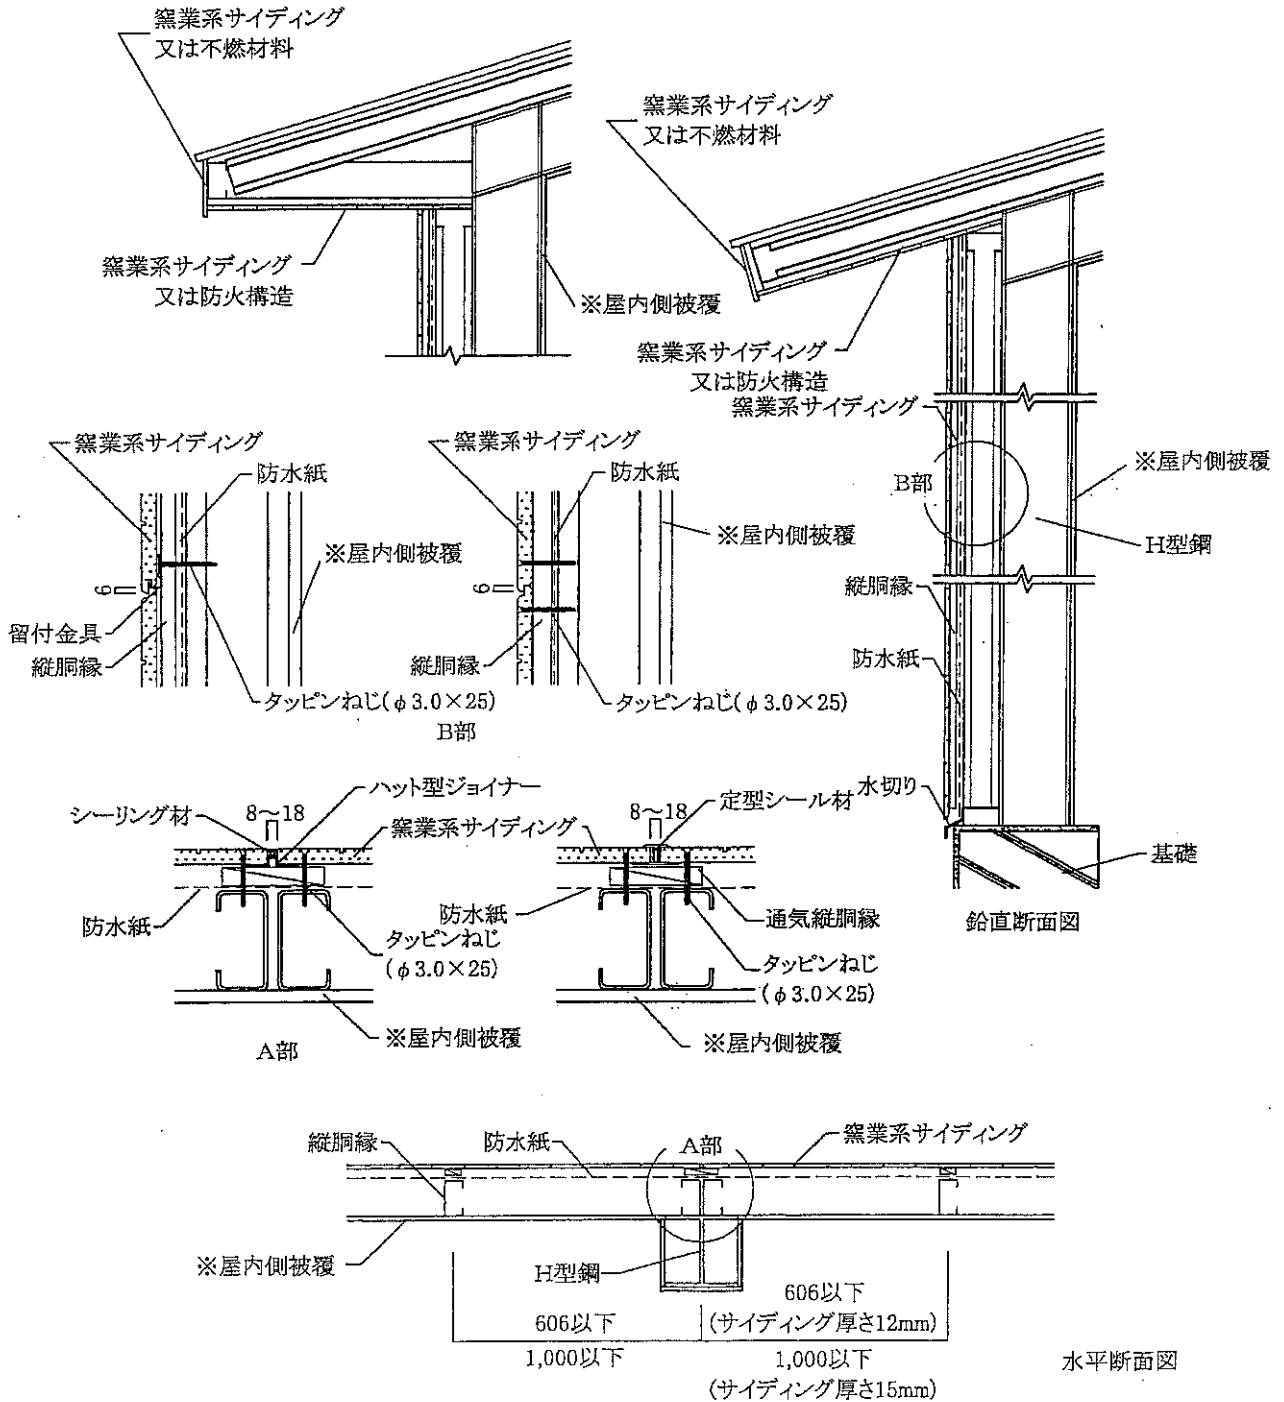 窯業系サイディング
又は不燃材料
窯業系サイディング
又は防火構造
※屋内側被覆
窯業系サイディング
又は不燃材料
窯業系サイディング
又は防火構造
窯業系サイディング
B部
※屋内側被覆
H型鋼
縦胴縁
防水紙
水切り
基礎
鉛直断面図
窯業系サイディング
防水紙
※屋内側被覆
6
留付金具
縦胴縁
タッピンねじ(φ3.0×25)
窯業系サイディング
防水紙
※屋内側被覆
6
縦胴縁
タッピンねじ(φ3.0×25)
B部
シーリング材
8~18
ハット型ジョイナー
窯業系サイディング
防水紙
タッピンねじ
(φ3.0×25)
※屋内側被覆
A部
8~18
定型シール材
防水紙
通気縦胴縁
タッピンねじ
(φ3.0×25)
※屋内側被覆
縦胴縁
防水紙
A部
窯業系サイディング
※屋内側被覆
H型鋼
606以下
1,000以下
606以下
(サイディング厚さ12mm)
1,000以下
(サイディング厚さ15mm)
水平断面図